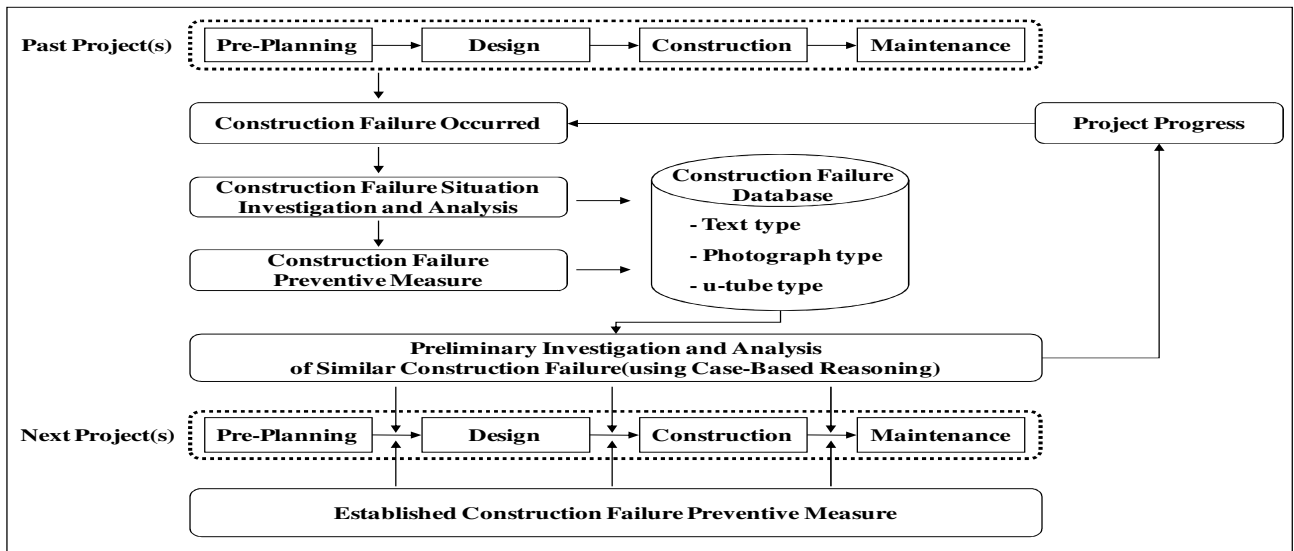 Past Project(s)
Pre-Planning
Design
Construction
Maintenance
Construction Failure Occurred
Project Progress
Construction Failure Situation
Investigation and Analysis
Construction Failure
Database
- Text type
- Photograph type
- u-tube type
Construction Failure
Preventive Measure
Preliminary Investigation and Analysis
of Similar Construction Failure(using Case-Based Reasoning)
Next Project(s)
Pre-Planning
Design
Construction
Maintenance
Established Construction Failure Preventive Measure